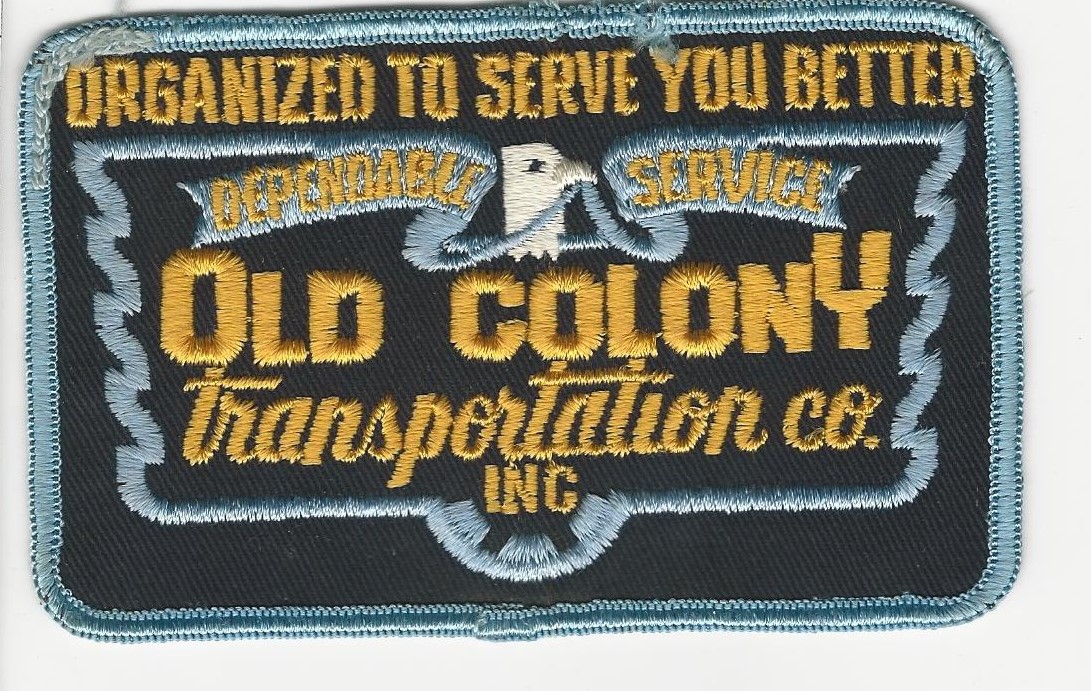 ORGANIZED TO SERVE YOU BETTER
DEPENDABLE SERVICE
OLD COLONY
Transportation co.
INC